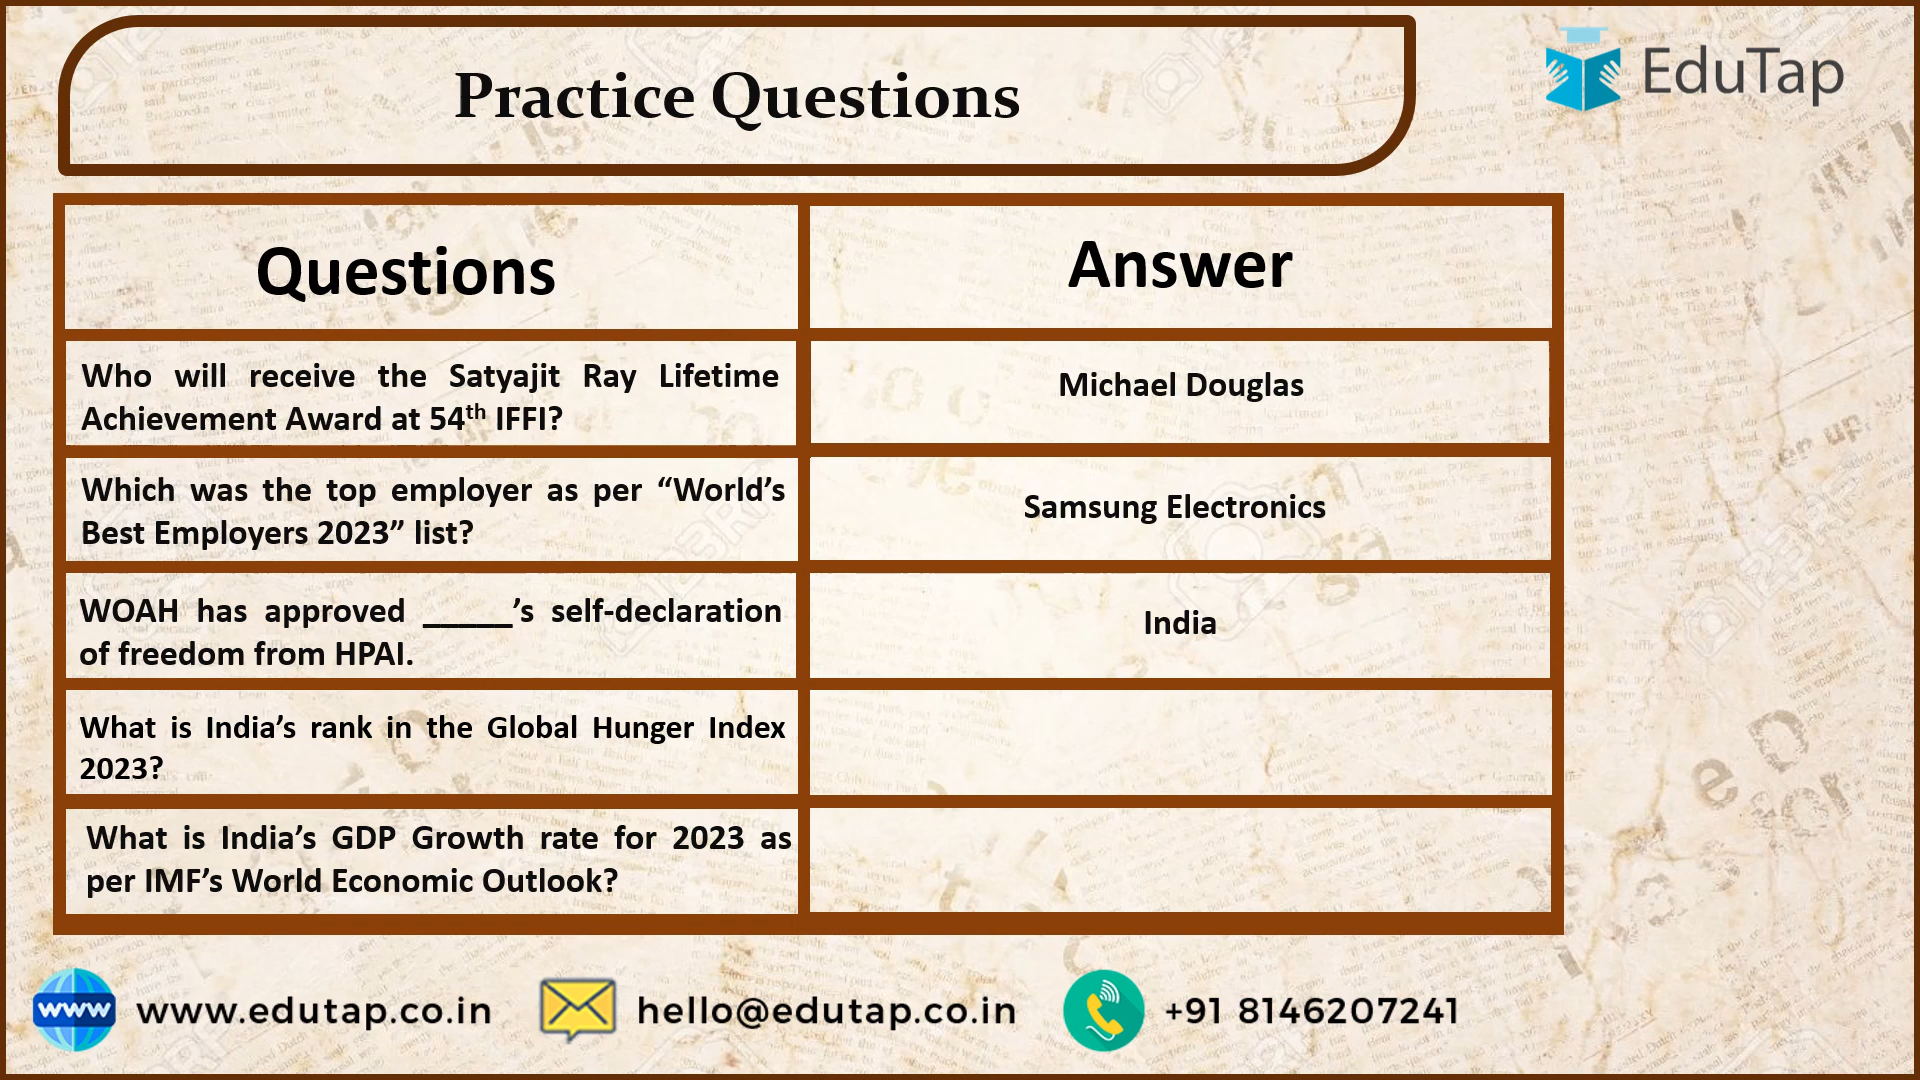 Practice Questions
EduTap
Questions
Answer
Who will receive the Satyajit Ray Lifetime
Achievement Award at 54th IFFI?
Michael Douglas
Which was the top employer as per “World’s
Best Employers 2023” list?
Samsung Electronics
WOAH has approved _____’s self-declaration
of freedom from HPAI.
India
What is India’s rank in the Global Hunger Index
2023?
What is India’s GDP Growth rate for 2023 as
per IMF’s World Economic Outlook?
www
www.edutap.co.in
hello@edutap.co.in
+91 8146207241